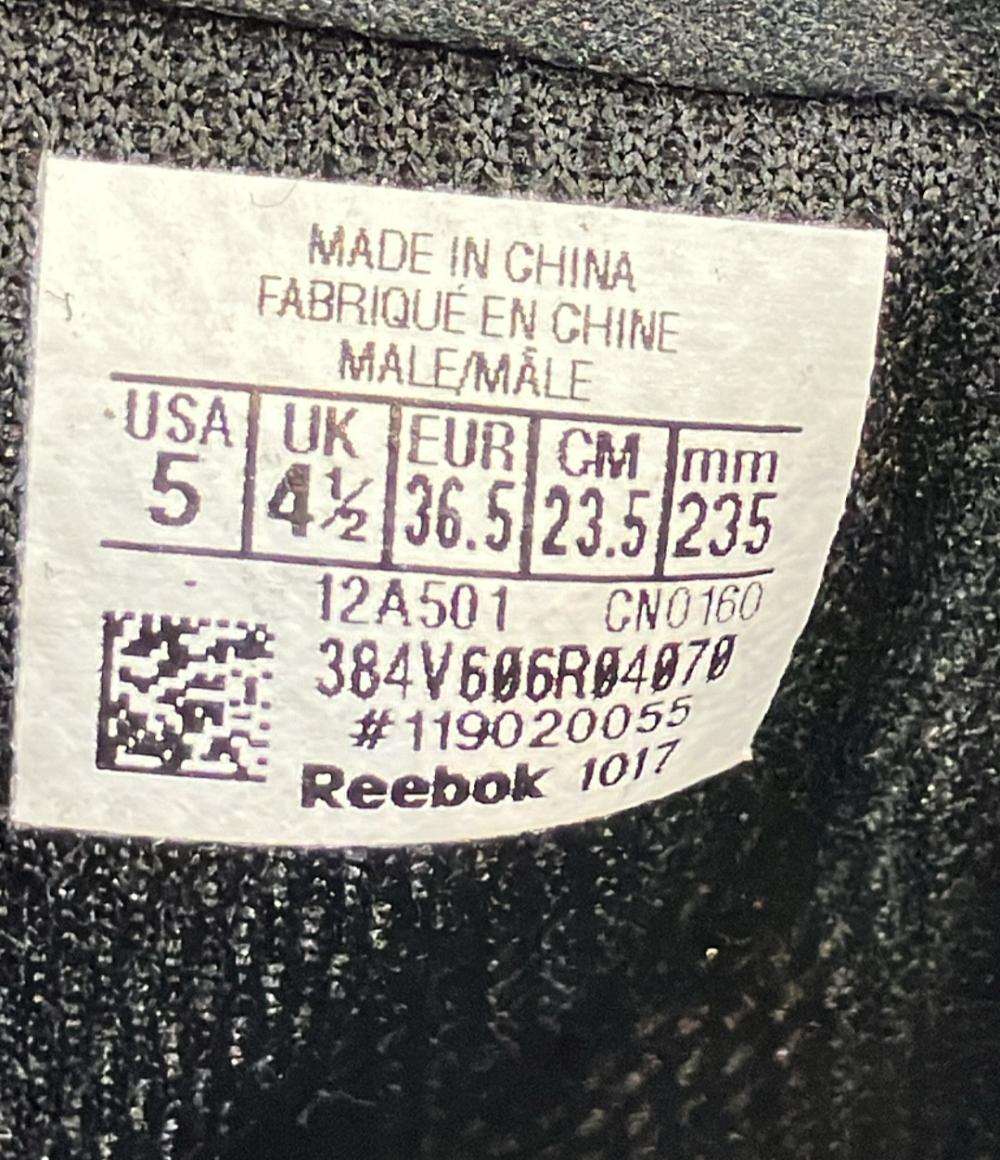 MADE IN CHINA
FABRIQUÉ EN CHINE
MALE/MÂLE
USA UK EUR CM mm
5 4½ 36.5 23.5 235
12A501 CN0160
384V606R04070
#119020055
Reebok 1017